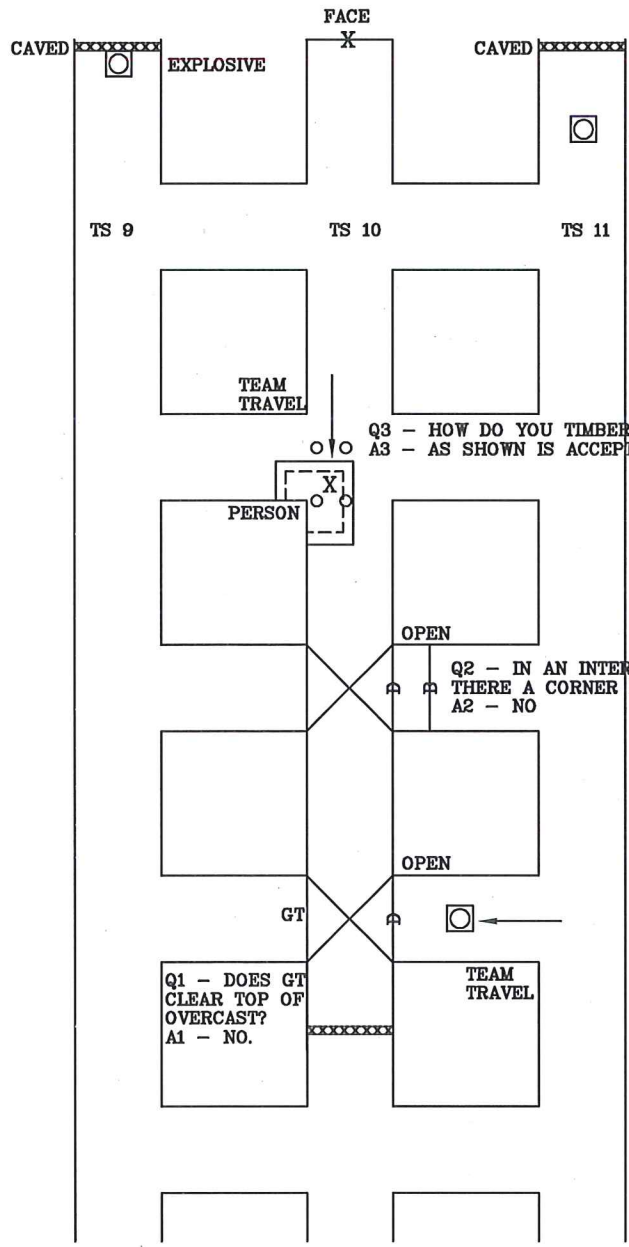 FACE
X
CAVED
CAVED
EXPLOSIVE
TS 9
TS 10
TS 11
TEAM
TRAVEL
Q3 - HOW DO YOU TIMBER
A3 - AS SHOWN IS ACCEPT
X
PERSON
OPEN
Q2 - IN AN INTER
THERE A CORNER
A2 - NO
D
D
OPEN
GT
D
Q1 - DOES GT
CLEAR TOP OF
OVERCAST?
A1 - NO.
TEAM
TRAVEL